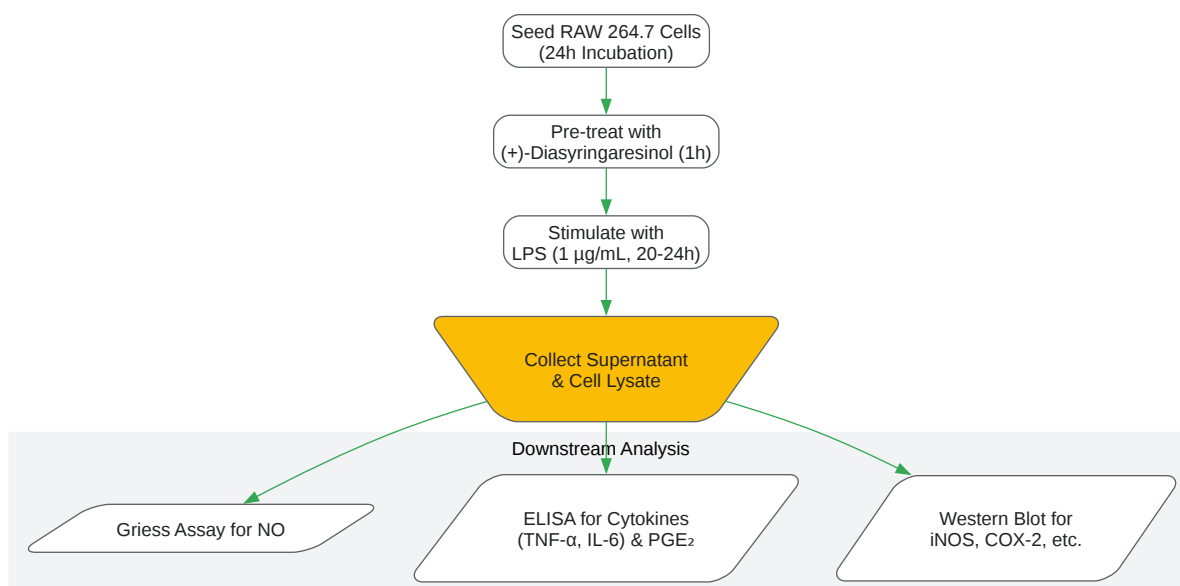 Seed RAW 264.7 Cells
(24h Incubation)
Pre-treat with
(+)-Diasyringaresinol (1h)
Stimulate with
LPS (1 µg/mL, 20-24h)
Collect Supernatant
& Cell Lysate
Downstream Analysis
Griess Assay for NO
ELISA for Cytokines
(TNF-α, IL-6) & PGE₂
Western Blot for
iNOS, COX-2, etc.